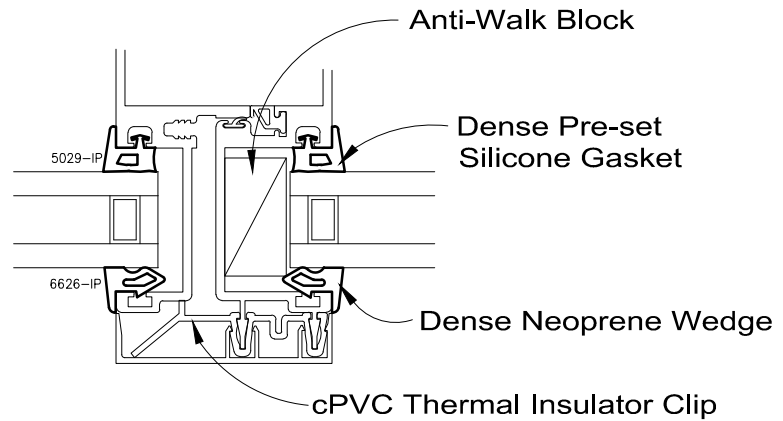 Anti-Walk Block
Dense Pre-set
Silicone Gasket
5029-IP
6626-IP
Dense Neoprene Wedge
cPVC Thermal Insulator Clip